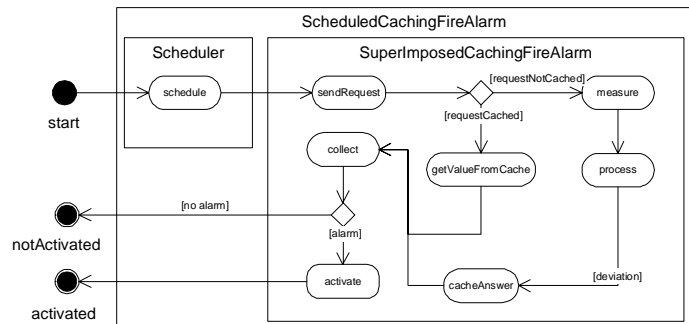 ScheduledCachingFireAlarm
Scheduler
SuperImposedCachingFireAlarm
[requestNotCached]
schedule
sendRequest
measure
start
[requestCached]
collect
getValueFromCache
process
[no alarm]
notActivated
[alarm]
[deviation]
activate
cacheAnswer
activated